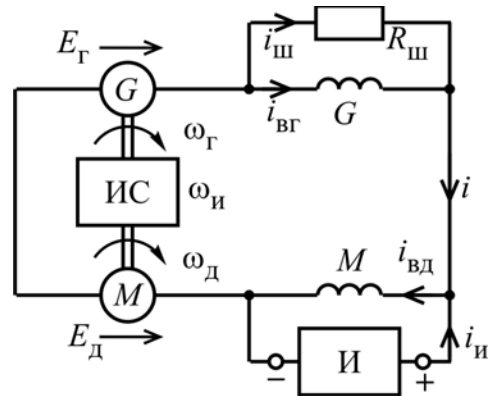 E_г
i_ш
R_ш
G
i_вг
G
ω_г
i
ИС
ω_и
ω_д
M
i_вд
M
E_д
i_и
И
− +